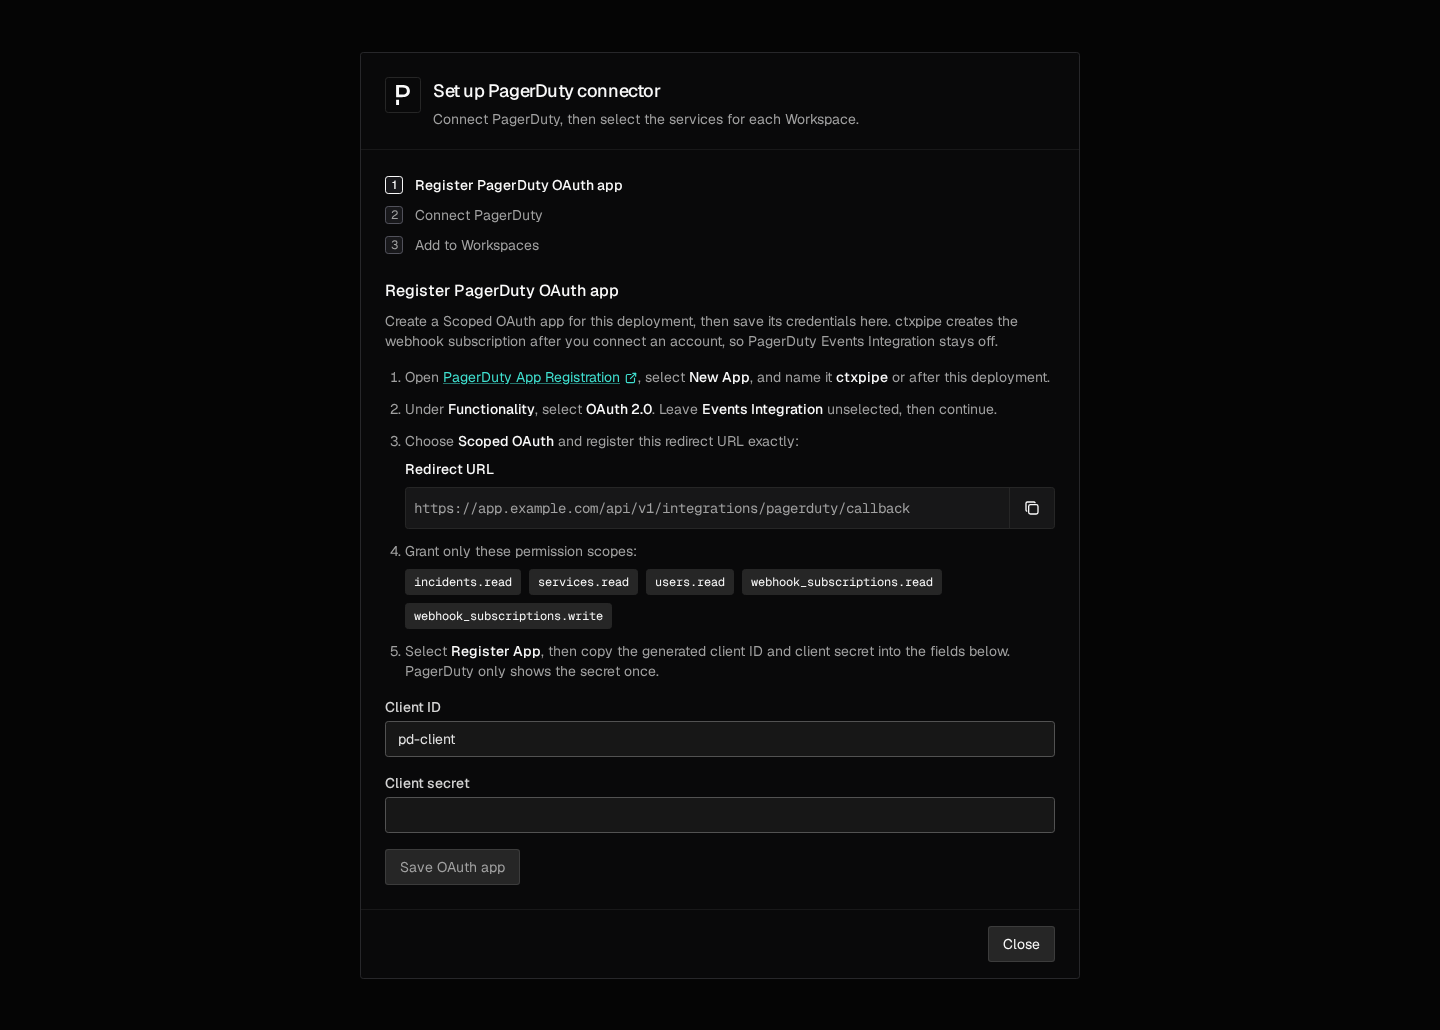 Set up PagerDuty connector
Connect PagerDuty, then select the services for each Workspace.
1 Register PagerDuty OAuth app
2 Connect PagerDuty
3 Add to Workspaces
Register PagerDuty OAuth app
Create a Scoped OAuth app for this deployment, then save its credentials here. ctxpipe creates the
webhook subscription after you connect an account, so PagerDuty Events Integration stays off.
1. Open PagerDuty App Registration, select New App, and name it ctxpipe or after this deployment.
2. Under Functionality, select OAuth 2.0. Leave Events Integration unselected, then continue.
3. Choose Scoped OAuth and register this redirect URL exactly:
Redirect URL
https://app.example.com/api/v1/integrations/pagerduty/callback
4. Grant only these permission scopes:
incidents.read services.read users.read webhook_subscriptions.read
webhook_subscriptions.write
5. Select Register App, then copy the generated client ID and client secret into the fields below.
PagerDuty only shows the secret once.
Client ID
pd-client
Client secret
Save OAuth app
Close